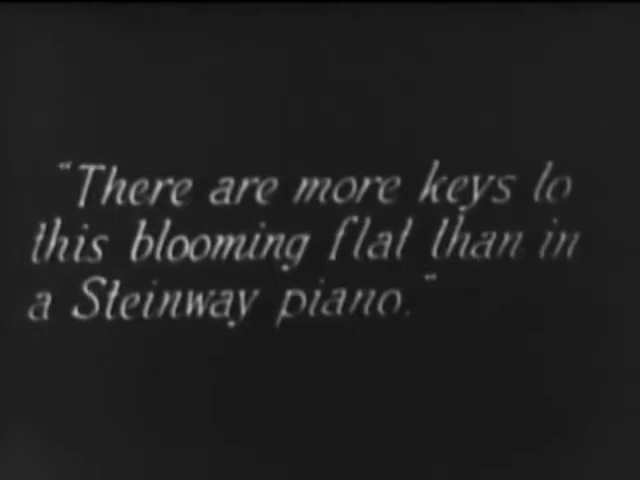 "There are more keys to
this blooming flat than in
a Steinway piano."